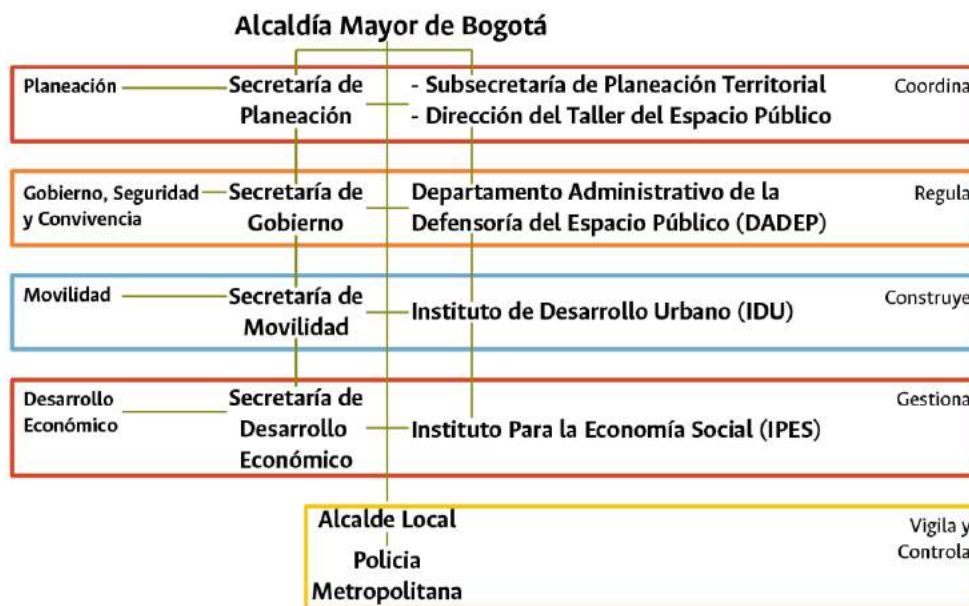 Alcaldía Mayor de Bogotá
Planeación
Secretaría de
Planeación
- Subsecretaría de Planeación Territorial
- Dirección del Taller del Espacio Público
Coordina
Gobierno, Seguridad
y Convivencia
Secretaría de
Gobierno
Departamento Administrativo de la
Defensoría del Espacio Público (DADEP)
Regula
Movilidad
Secretaría de
Movilidad
Instituto de Desarrollo Urbano (IDU)
Construye
Desarrollo
Económico
Secretaría de
Desarrollo
Económico
Instituto Para la Economía Social (IPES)
Gestiona
Alcalde Local
Policia
Metropolitana
Vigila y
Controla